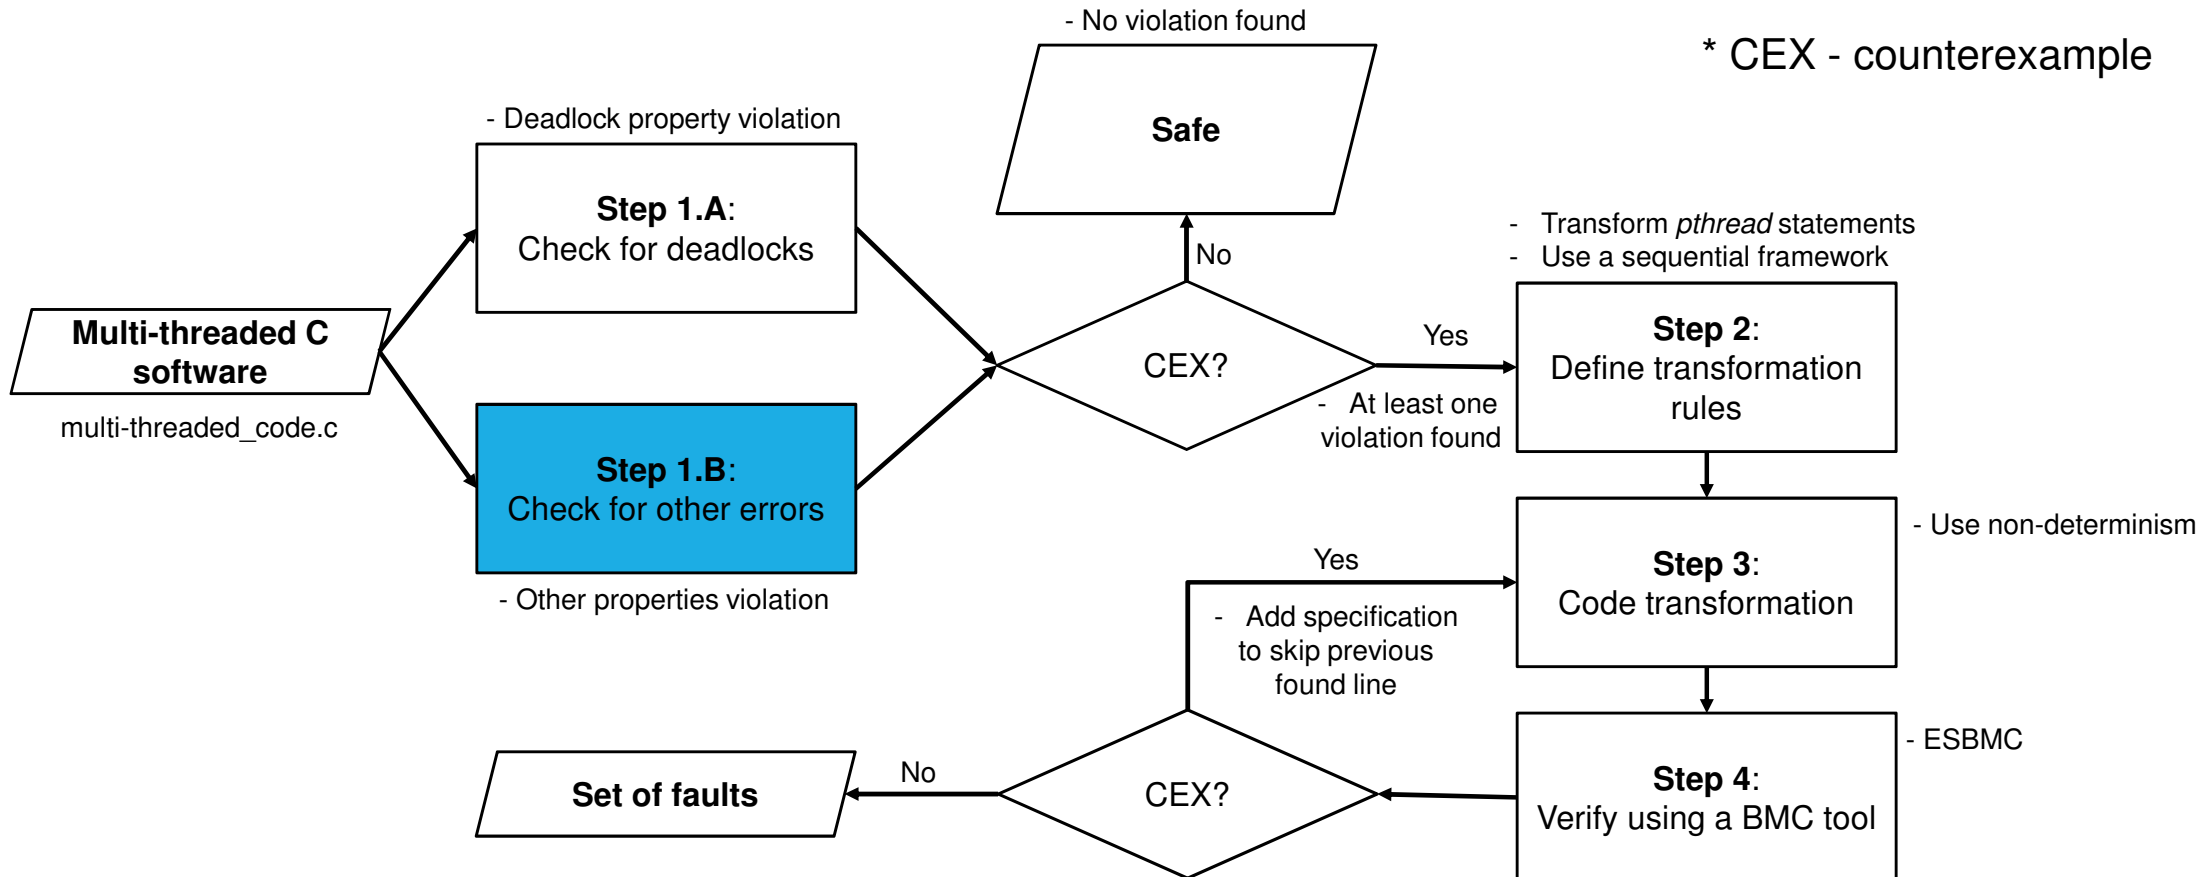 - No violation found
* CEX - counterexample
Safe
- Deadlock property violation
Step 1.A:
Check for deadlocks
Multi-threaded C
software
multi-threaded_code.c
Step 1.B:
Check for other errors
- Other properties violation
No
CEX?
Yes
- At least one
violation found
- Transform pthread statements
- Use a sequential framework
Step 2:
Define transformation
rules
- Use non-determinism
Step 3:
Code transformation
Yes
- Add specification
to skip previous
found line
- ESBMC
Step 4:
Verify using a BMC tool
CEX?
No
Set of faults